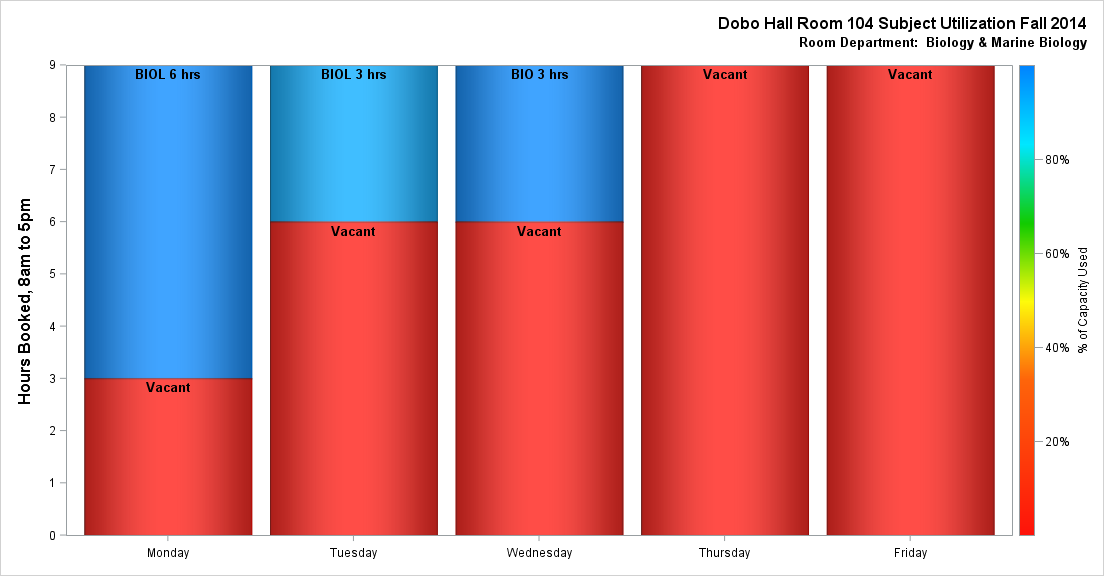 Dobo Hall Room 104 Subject Utilization Fall 2014
Room Department:  Biology & Marine Biology
Hours Booked, 8am to 5pm
9
8
7
6
5
4
3
2
1
0
BIOL 6 hrs
Vacant
BIOL 3 hrs
Vacant
BIO 3 hrs
Vacant
Vacant
Vacant
Monday
Tuesday
Wednesday
Thursday
Friday
80%
60%
40%
20%
% of Capacity Used